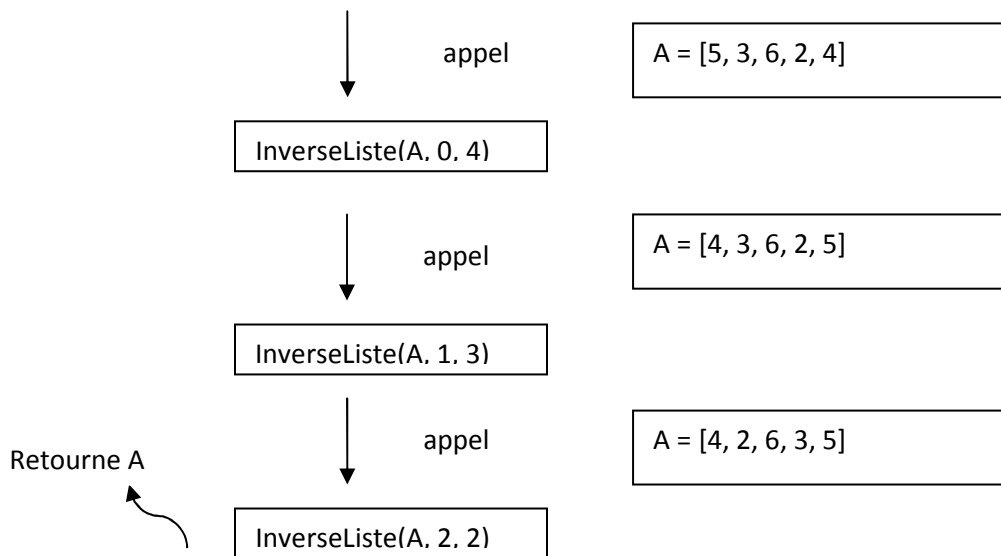 appel
A = [5, 3, 6, 2, 4]
InverseListe(A, 0, 4)
appel
A = [4, 3, 6, 2, 5]
InverseListe(A, 1, 3)
appel
A = [4, 2, 6, 3, 5]
Retourne A
InverseListe(A, 2, 2)